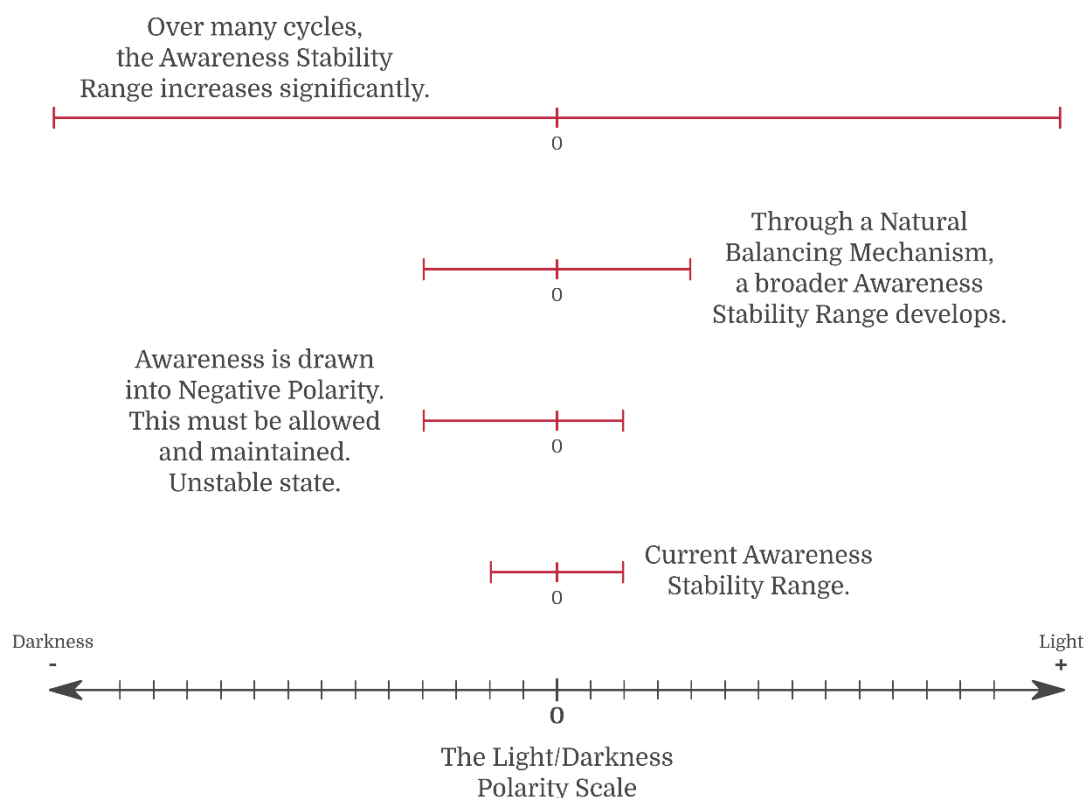 Over many cycles,
the Awareness Stability
Range increases significantly.
0
Through a Natural
Balancing Mechanism,
a broader Awareness
Stability Range develops.
0
Awareness is drawn
into Negative Polarity.
This must be allowed
and maintained.
Unstable state.
0
Current Awareness
Stability Range.
0
Darkness
-
Light
+
0
The Light/Darkness
Polarity Scale